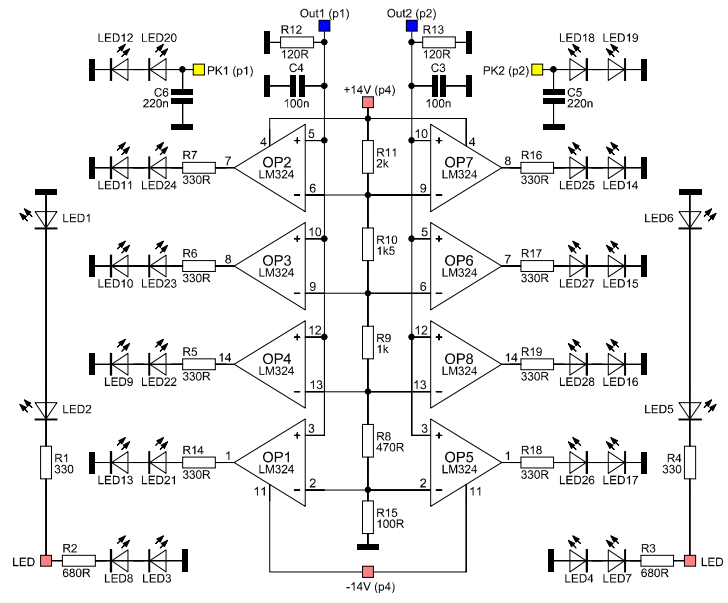 Out1 (p1) Out2 (p2)
R12 120R R13 120R
LED12 LED20 LED18 LED19
PK1 (p1) PK2 (p2)
C4 100n C3 100n
C6 220n C5 220n
+14V (p4)
4 5 10 4
R7 330R 7 OP2 LM324 R11 2k OP7 LM324 8 R16 330R
LED11 LED24 6 9 LED25 LED14
LED1 LED6
10 5
R6 330R 8 OP3 LM324 R10 1k5 OP6 LM324 7 R17 330R
LED10 LED23 9 6 LED27 LED15
12 12
R5 330R 14 OP4 LM324 R9 1k OP8 LM324 14 R19 330R
LED9 LED22 13 13 LED28 LED16
LED2 LED5
3 3
R1 330 R14 330R 1 OP1 LM324 R8 470R OP5 LM324 1 R18 330R R4 330
LED13 LED21 11 2 2 11 LED26 LED17
R15 100R
LED R2 680R LED8 LED3 LED4 LED7 R3 680R LED
-14V (p4)